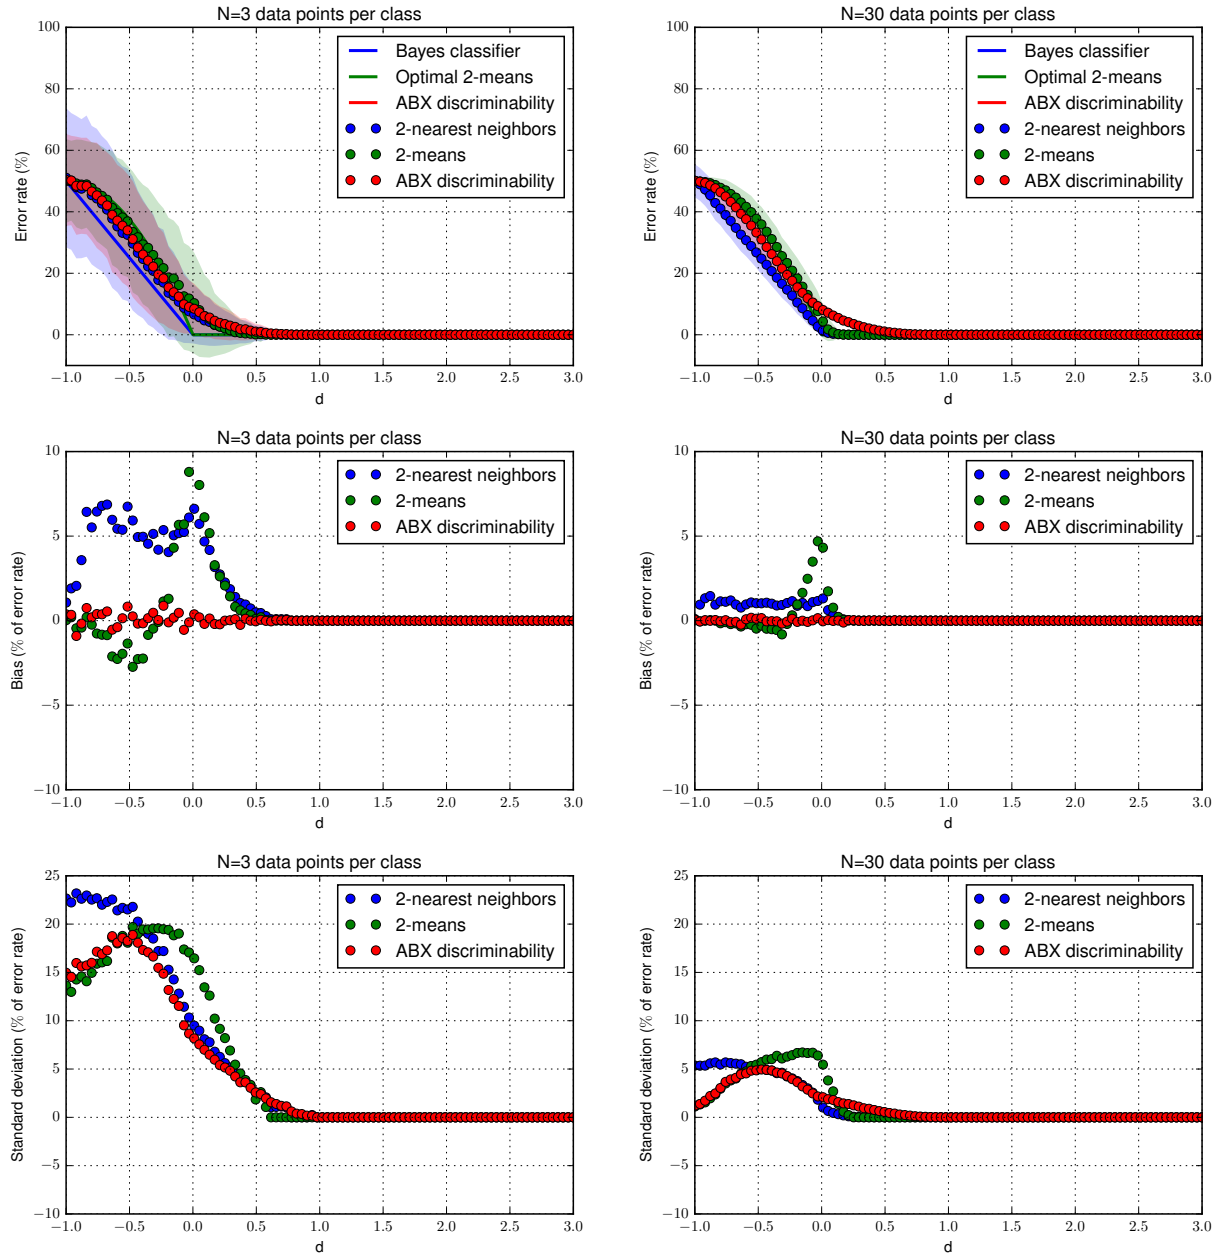 N=3 data points per class
Error rate (%)
100
80
60
40
20
0
−1.0 −0.5 0.0 0.5 1.0 1.5 2.0 2.5 3.0
d
Bayes classifier
Optimal 2-means
ABX discriminability
2-nearest neighbors
2-means
ABX discriminability
N=30 data points per class
Error rate (%)
100
80
60
40
20
0
−1.0 −0.5 0.0 0.5 1.0 1.5 2.0 2.5 3.0
d
Bayes classifier
Optimal 2-means
ABX discriminability
2-nearest neighbors
2-means
ABX discriminability
N=3 data points per class
Bias (% of error rate)
10
5
0
−5
−10
−1.0 −0.5 0.0 0.5 1.0 1.5 2.0 2.5 3.0
d
2-nearest neighbors
2-means
ABX discriminability
N=30 data points per class
Bias (% of error rate)
10
5
0
−5
−10
−1.0 −0.5 0.0 0.5 1.0 1.5 2.0 2.5 3.0
d
2-nearest neighbors
2-means
ABX discriminability
N=3 data points per class
Standard deviation (% of error rate)
25
20
15
10
5
0
−5
−10
−1.0 −0.5 0.0 0.5 1.0 1.5 2.0 2.5 3.0
d
2-nearest neighbors
2-means
ABX discriminability
N=30 data points per class
Standard deviation (% of error rate)
25
20
15
10
5
0
−5
−10
−1.0 −0.5 0.0 0.5 1.0 1.5 2.0 2.5 3.0
d
2-nearest neighbors
2-means
ABX discriminability